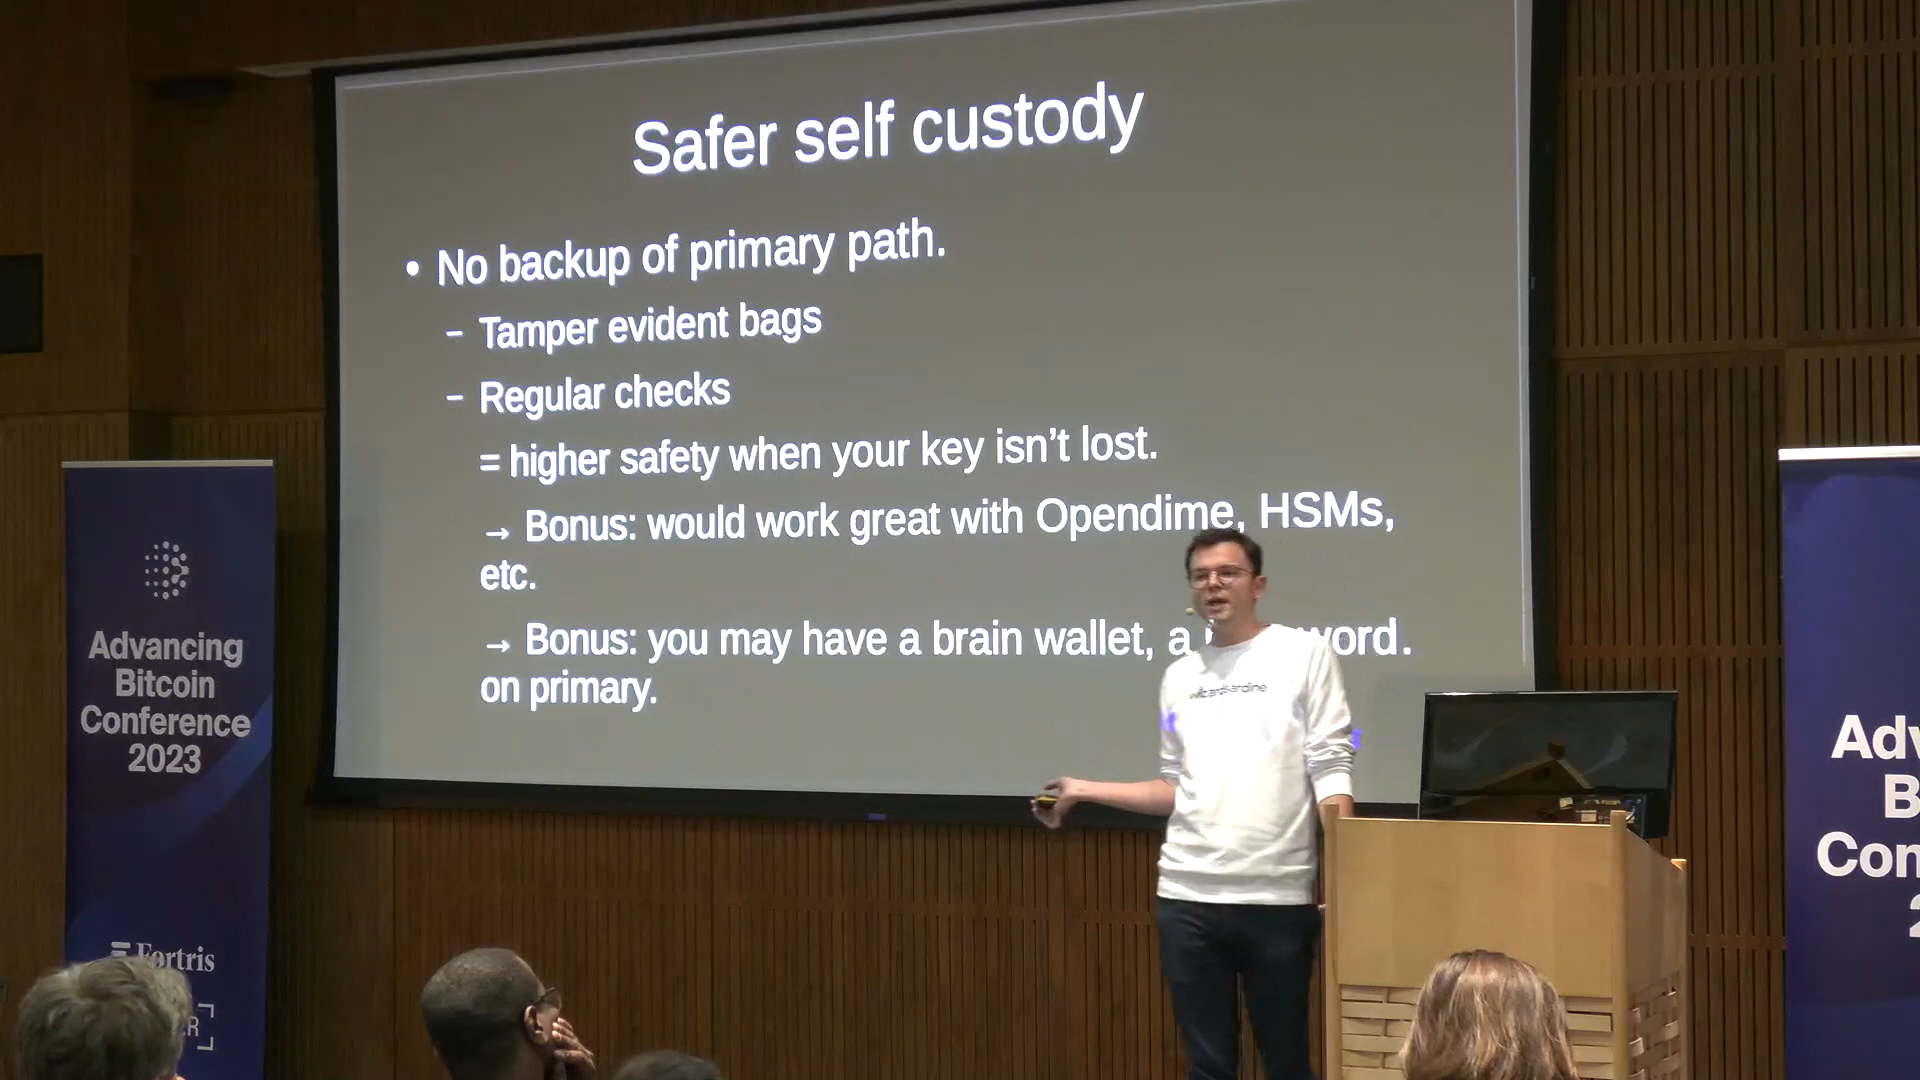 Safer self custody
• No backup of primary path.
– Tamper evident bags
– Regular checks
= higher safety when your key isn’t lost.
→ Bonus: would work great with Opendime, HSMs,
etc.
→ Bonus: you may have a brain wallet, a
on primary.
wizardsardine
Advancing
Bitcoin
Conference
2023
Fortris